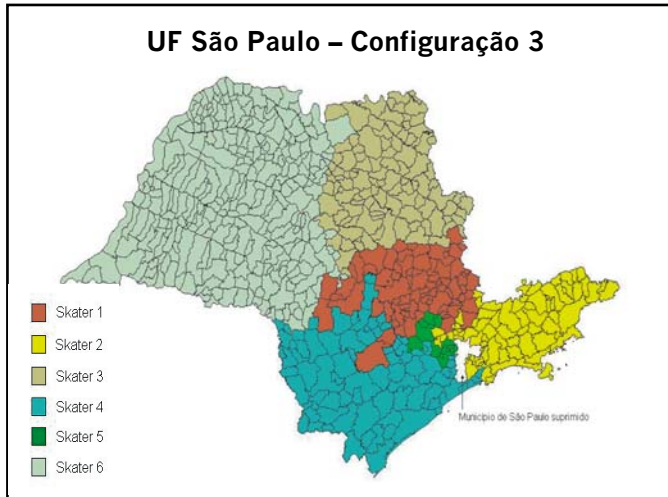 UF São Paulo – Configuração 3
Skater 1
Skater 2
Skater 3
Skater 4
Skater 5
Skater 6
Município de São Paulo suprimido